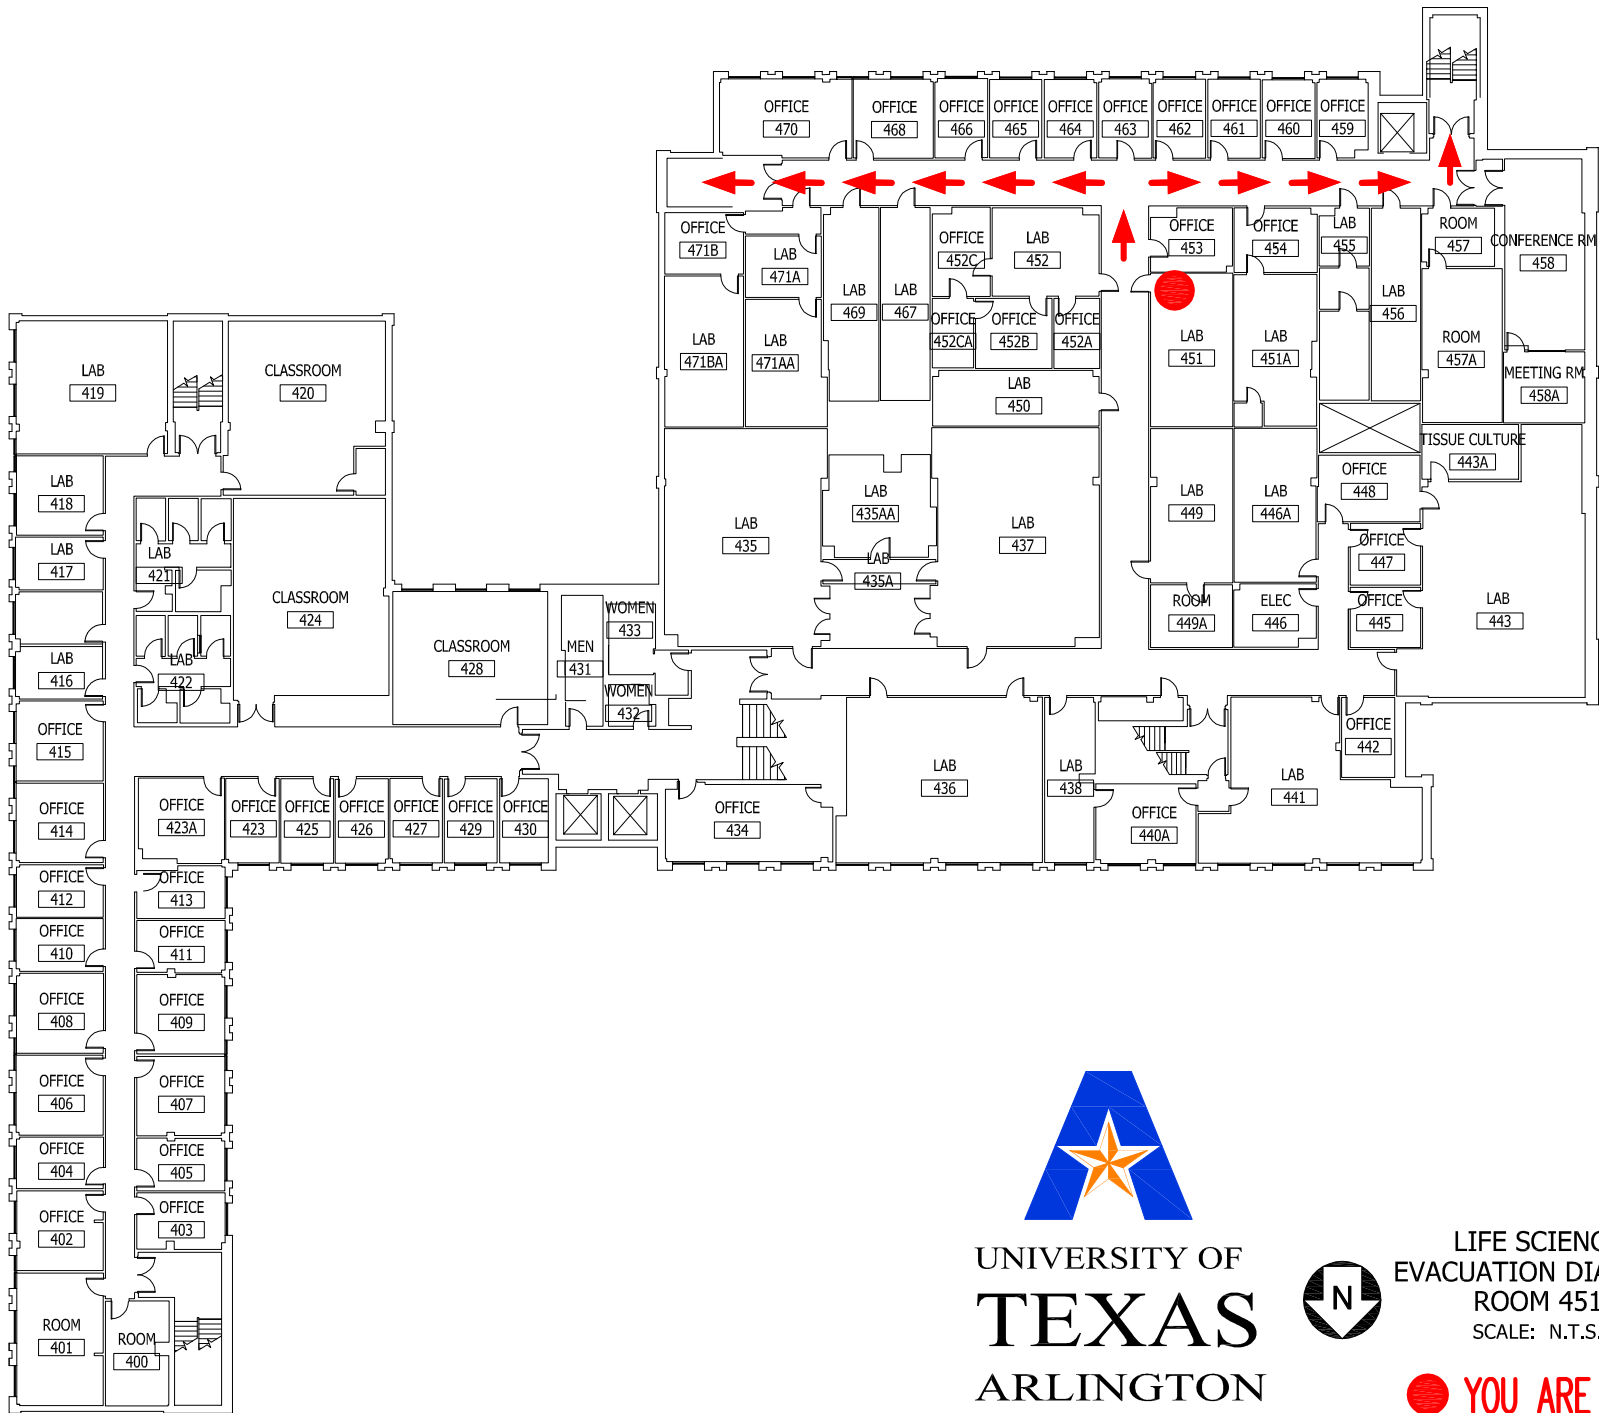 OFFICE
470
OFFICE
468
OFFICE
466
OFFICE
465
OFFICE
464
OFFICE
463
OFFICE
462
OFFICE
461
OFFICE
460
OFFICE
459
OFFICE
471B
LAB
471A
LAB
469
LAB
467
OFFICE
452C
LAB
452
OFFICE
453
OFFICE
454
LAB
455
ROOM
457
CONFERENCE RM
458
LAB
471BA
LAB
471AA
OFFICE
452CA
OFFICE
452B
OFFICE
452A
LAB
451
LAB
451A
LAB
456
ROOM
457A
MEETING RM
458A
LAB
450
LAB
419
CLASSROOM
420
LAB
418
LAB
417
LAB
421
CLASSROOM
424
LAB
416
LAB
422
CLASSROOM
428
MEN
431
WOMEN
433
WOMEN
432
LAB
435
LAB
435AA
LAB
435A
LAB
437
LAB
449
LAB
446A
OFFICE
448
TISSUE CULTURE
443A
OFFICE
447
OFFICE
445
ROOM
449A
ELEC
446
LAB
443
OFFICE
415
OFFICE
414
OFFICE
423A
OFFICE
423
OFFICE
425
OFFICE
426
OFFICE
427
OFFICE
429
OFFICE
430
OFFICE
434
LAB
436
LAB
438
OFFICE
440A
LAB
441
OFFICE
442
OFFICE
412
OFFICE
413
OFFICE
410
OFFICE
411
OFFICE
408
OFFICE
409
OFFICE
406
OFFICE
407
OFFICE
404
OFFICE
405
OFFICE
402
OFFICE
403
ROOM
401
ROOM
400
UNIVERSITY OF
TEXAS
ARLINGTON
N
LIFE SCIENC
EVACUATION DIA
ROOM 451
SCALE: N.T.S.
YOU ARE